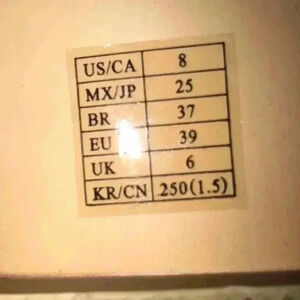 US/CA 8
MX/JP 25
BR 37
EU 39
UK 6
KR/CN 250(1.5)